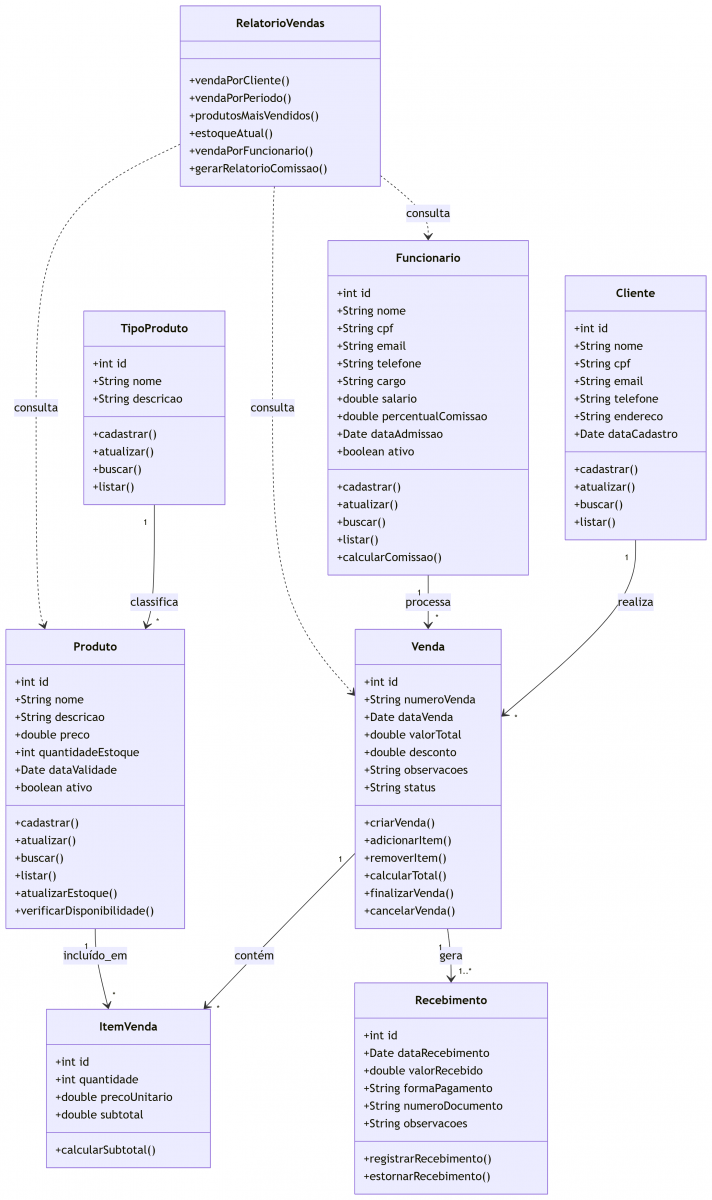 RelatorioVendas
+vendaPorCliente()
+vendaPorPeriodo()
+produtosMaisVendidos()
+estoqueAtual()
+vendaPorFuncionario()
+gerarRelatorioComissao()
consulta
consulta
consulta
Funcionario
+int id
+String nome
+String cpf
+String email
+String telefone
+String cargo
+double salario
+double percentualComissao
+Date dataAdmissao
+boolean ativo
+cadastrar()
+atualizar()
+buscar()
+listar()
+calcularComissao()
Cliente
+int id
+String nome
+String cpf
+String email
+String telefone
+String endereco
+Date dataCadastro
+cadastrar()
+atualizar()
+buscar()
+listar()
TipoProduto
+int id
+String nome
+String descricao
+cadastrar()
+atualizar()
+buscar()
+listar()
1
classifica
*
1
processa
*
1
realiza
*
Produto
+int id
+String nome
+String descricao
+double preco
+int quantidadeEstoque
+Date dataValidade
+boolean ativo
+cadastrar()
+atualizar()
+buscar()
+listar()
+atualizarEstoque()
+verificarDisponibilidade()
Venda
+int id
+String numeroVenda
+Date dataVenda
+double valorTotal
+double desconto
+String observacoes
+String status
+criarVenda()
+adicionarItem()
+removerItem()
+calcularTotal()
+finalizarVenda()
+cancelarVenda()
1
incluído_em
*
1
contém
*
1
gera
1..*
ItemVenda
+int id
+int quantidade
+double precoUnitario
+double subtotal
+calcularSubtotal()
Recebimento
+int id
+Date dataRecebimento
+double valorRecebido
+String formaPagamento
+String numeroDocumento
+String observacoes
+registrarRecebimento()
+estornarRecebimento()